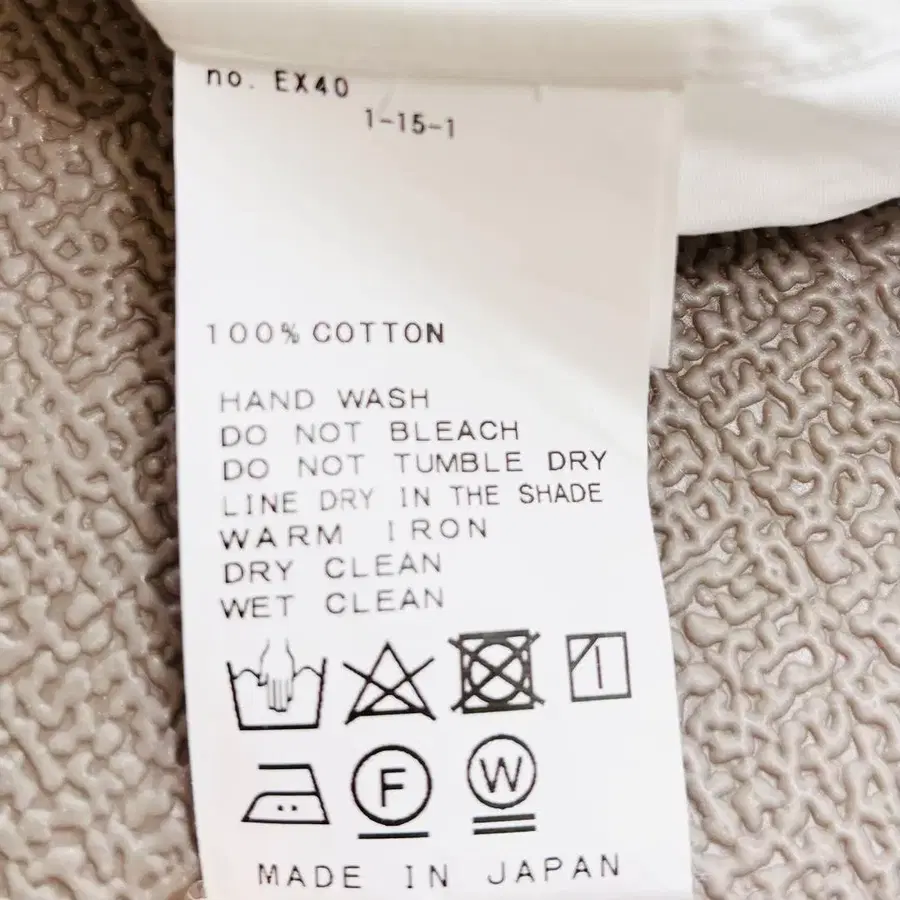 no. EX40
1-15-1
100% COTTON
HAND WASH
DO NOT BLEACH
DO NOT TUMBLE DRY
LINE DRY IN THE SHADE
WARM IRON
DRY CLEAN
WET CLEAN
F W
MADE IN JAPAN